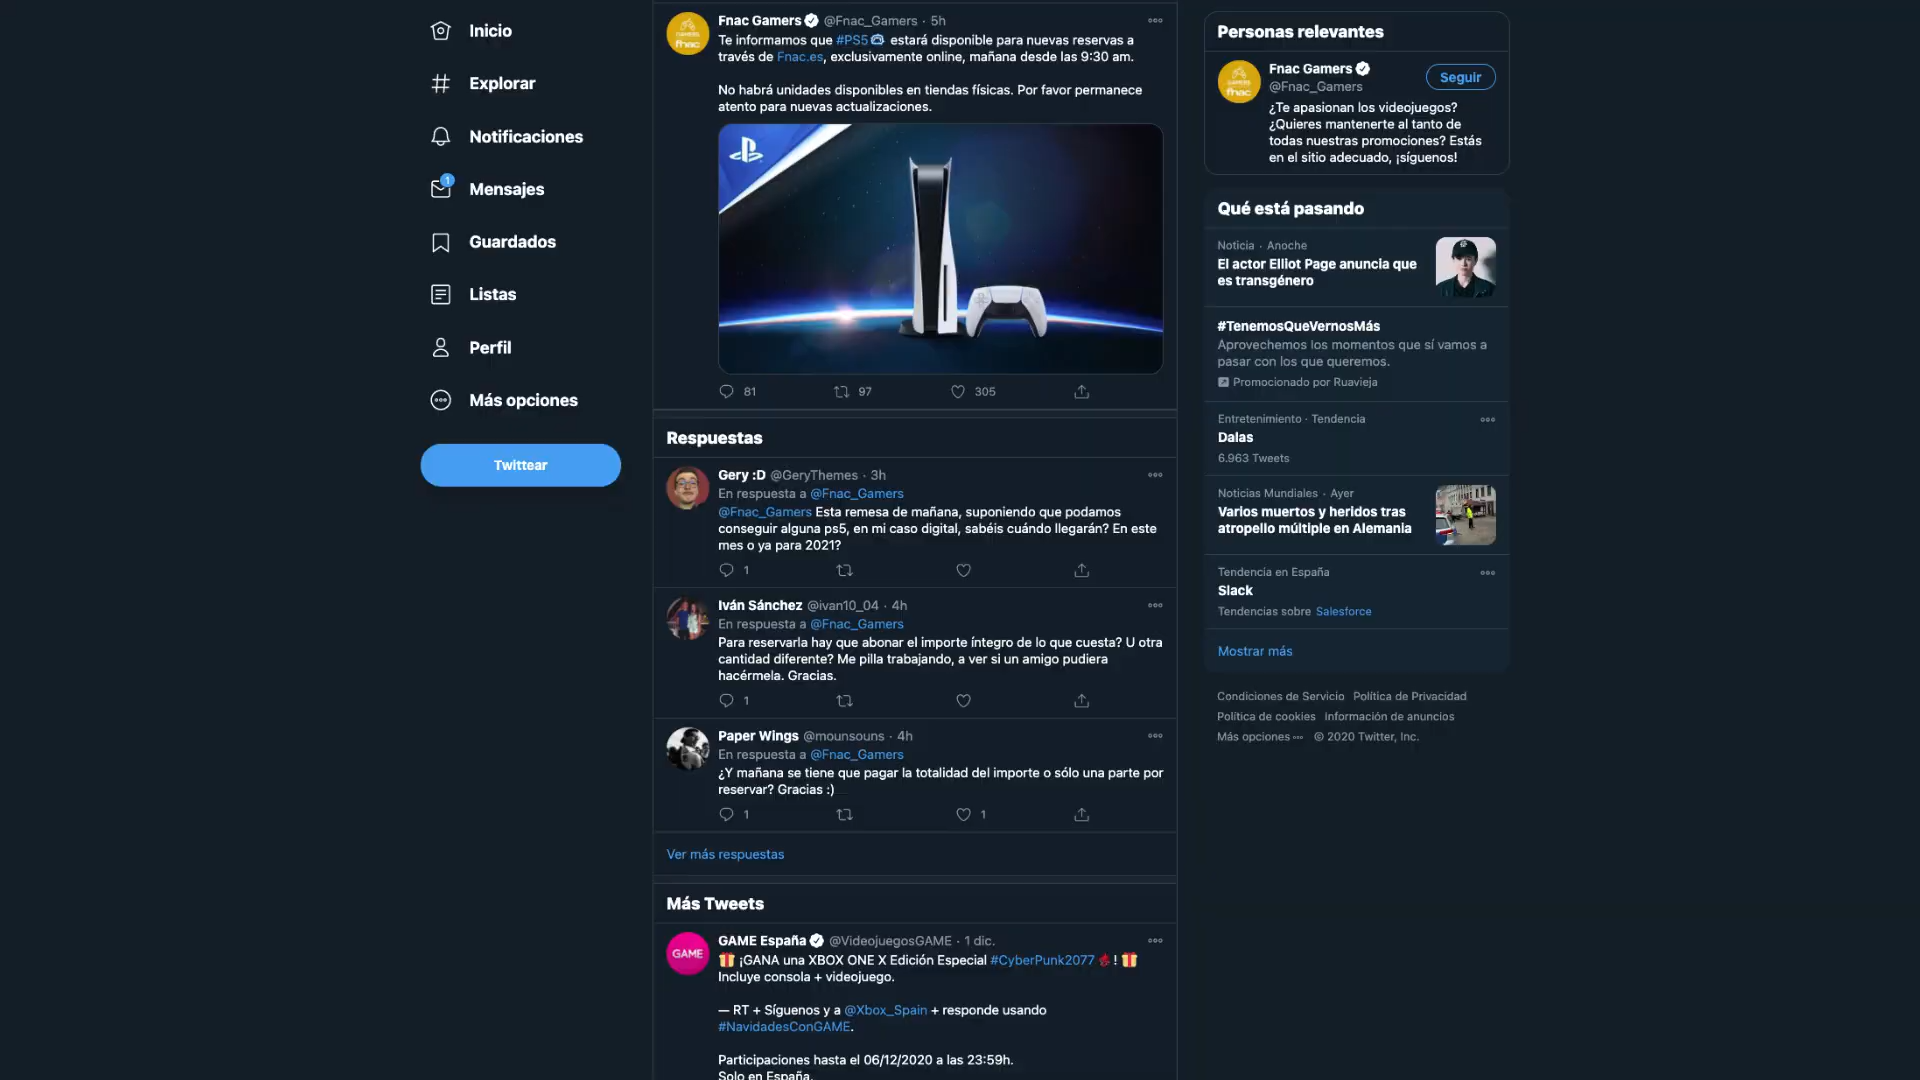 Inicio
Explorar
Notificaciones
1
Mensajes
Guardados
Listas
Perfil
Más opciones
Twittear
GAMERS
fnac
Fnac Gamers @Fnac_Gamers · 5h
Te informamos que #PS5 estará disponible para nuevas reservas a
través de Fnac.es, exclusivamente online, mañana desde las 9:30 am.
No habrá unidades disponibles en tiendas físicas. Por favor permanece
atento para nuevas actualizaciones.
81 97 305
Respuestas
Gery :D @GeryThemes · 3h
En respuesta a @Fnac_Gamers
@Fnac_Gamers Esta remesa de mañana, suponiendo que podamos
conseguir alguna ps5, en mi caso digital, sabéis cuándo llegarán? En este
mes o ya para 2021?
1
Iván Sánchez @ivan10_04 · 4h
En respuesta a @Fnac_Gamers
Para reservarla hay que abonar el importe íntegro de lo que cuesta? U otra
cantidad diferente? Me pilla trabajando, a ver si un amigo pudiera
hacérmela. Gracias.
1
Paper Wings @mounsouns · 4h
En respuesta a @Fnac_Gamers
¿Y mañana se tiene que pagar la totalidad del importe o sólo una parte por
reservar? Gracias :)
1 1
Ver más respuestas
Más Tweets
GAME
GAME España @VideojuegosGAME · 1 dic.
¡GANA una XBOX ONE X Edición Especial #CyberPunk2077 !
Incluye consola + videojuego.
— RT + Síguenos y a @Xbox_Spain + responde usando
#NavidadesConGAME.
Participaciones hasta el 06/12/2020 a las 23:59h.
Solo en España.
Personas relevantes
GAMERS
fnac
Fnac Gamers
@Fnac_Gamers
Seguir
¿Te apasionan los videojuegos?
¿Quieres mantenerte al tanto de
todas nuestras promociones? Estás
en el sitio adecuado, ¡síguenos!
Qué está pasando
Noticia · Anoche
El actor Elliot Page anuncia que
es transgénero
#TenemosQueVernosMás
Aprovechemos los momentos que sí vamos a
pasar con los que queremos.
Promocionado por Ruavieja
Entretenimiento · Tendencia
Dalas
6.963 Tweets
Noticias Mundiales · Ayer
Varios muertos y heridos tras
atropello múltiple en Alemania
Tendencia en España
Slack
Tendencias sobre Salesforce
Mostrar más
Condiciones de Servicio Política de Privacidad
Política de cookies Información de anuncios
Más opciones © 2020 Twitter, Inc.